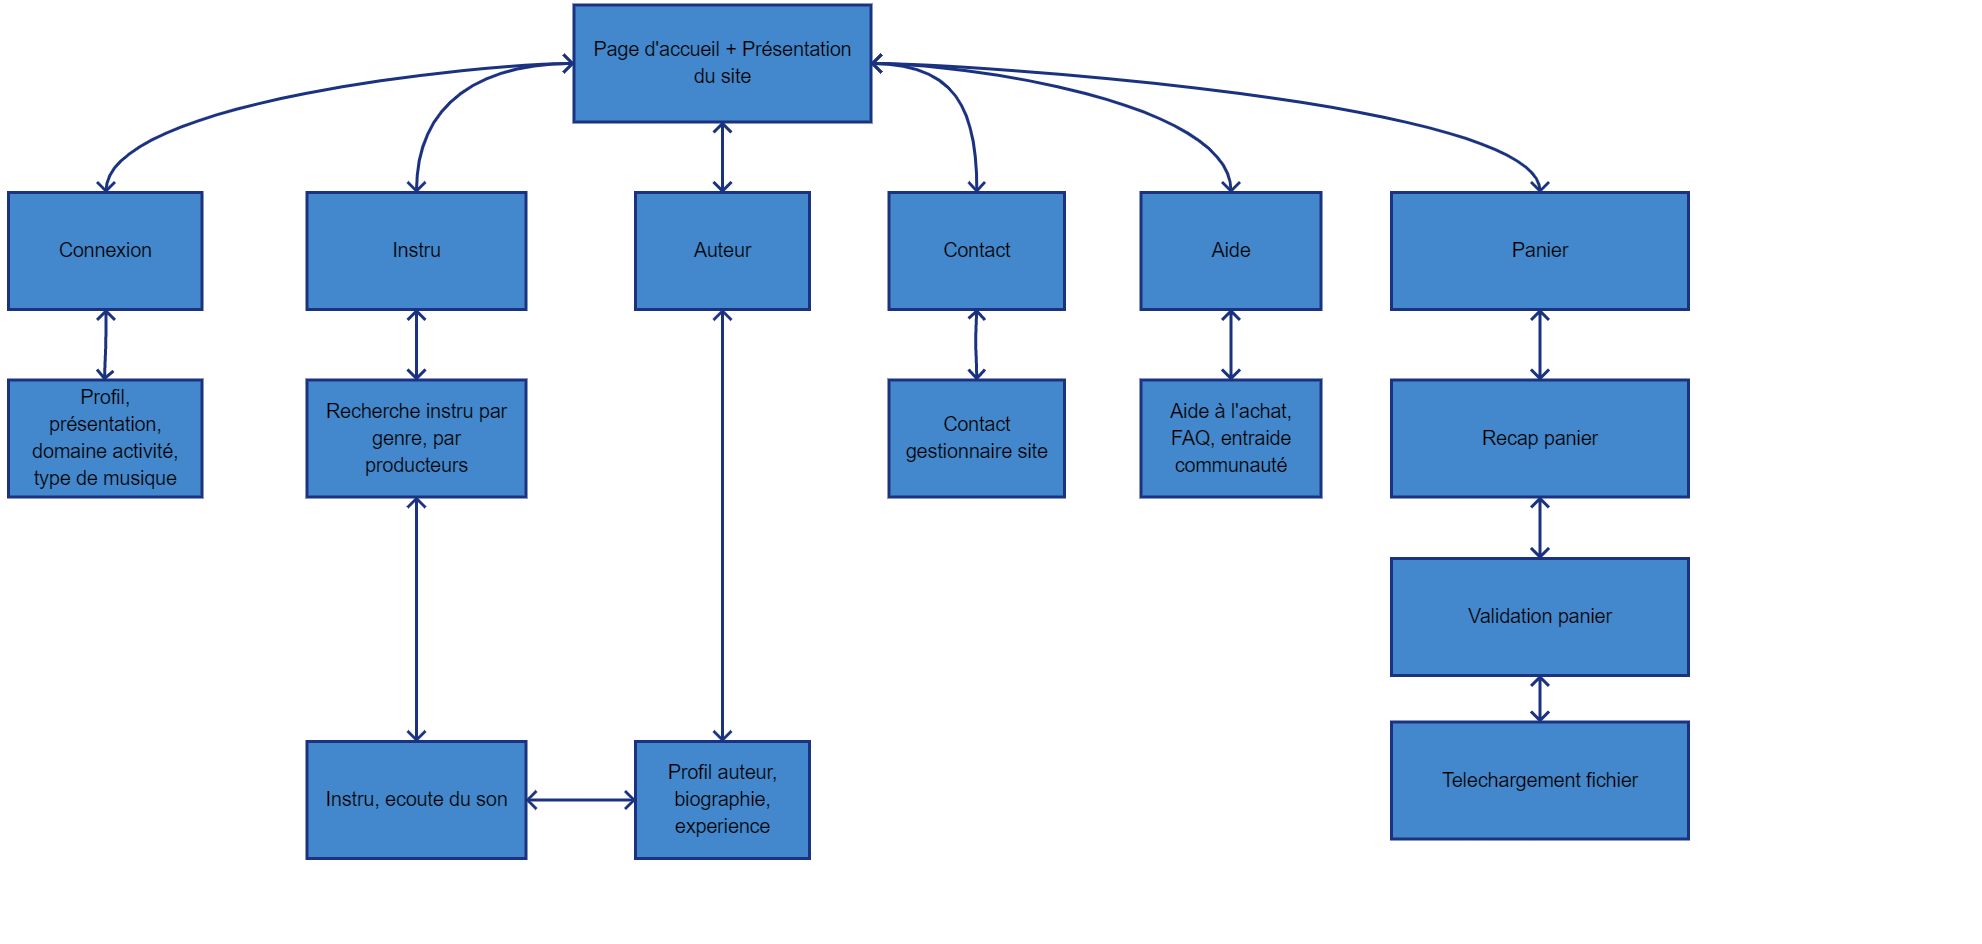 Page d'accueil + Présentation
du site
Connexion
Instru
Auteur
Contact
Aide
Panier
Profil,
présentation,
domaine activité,
type de musique
Recherche instru par
genre, par
producteurs
Contact
gestionnaire site
Aide à l'achat,
FAQ, entraide
communauté
Recap panier
Validation panier
Instru, ecoute du son
Profil auteur,
biographie,
experience
Telechargement fichier